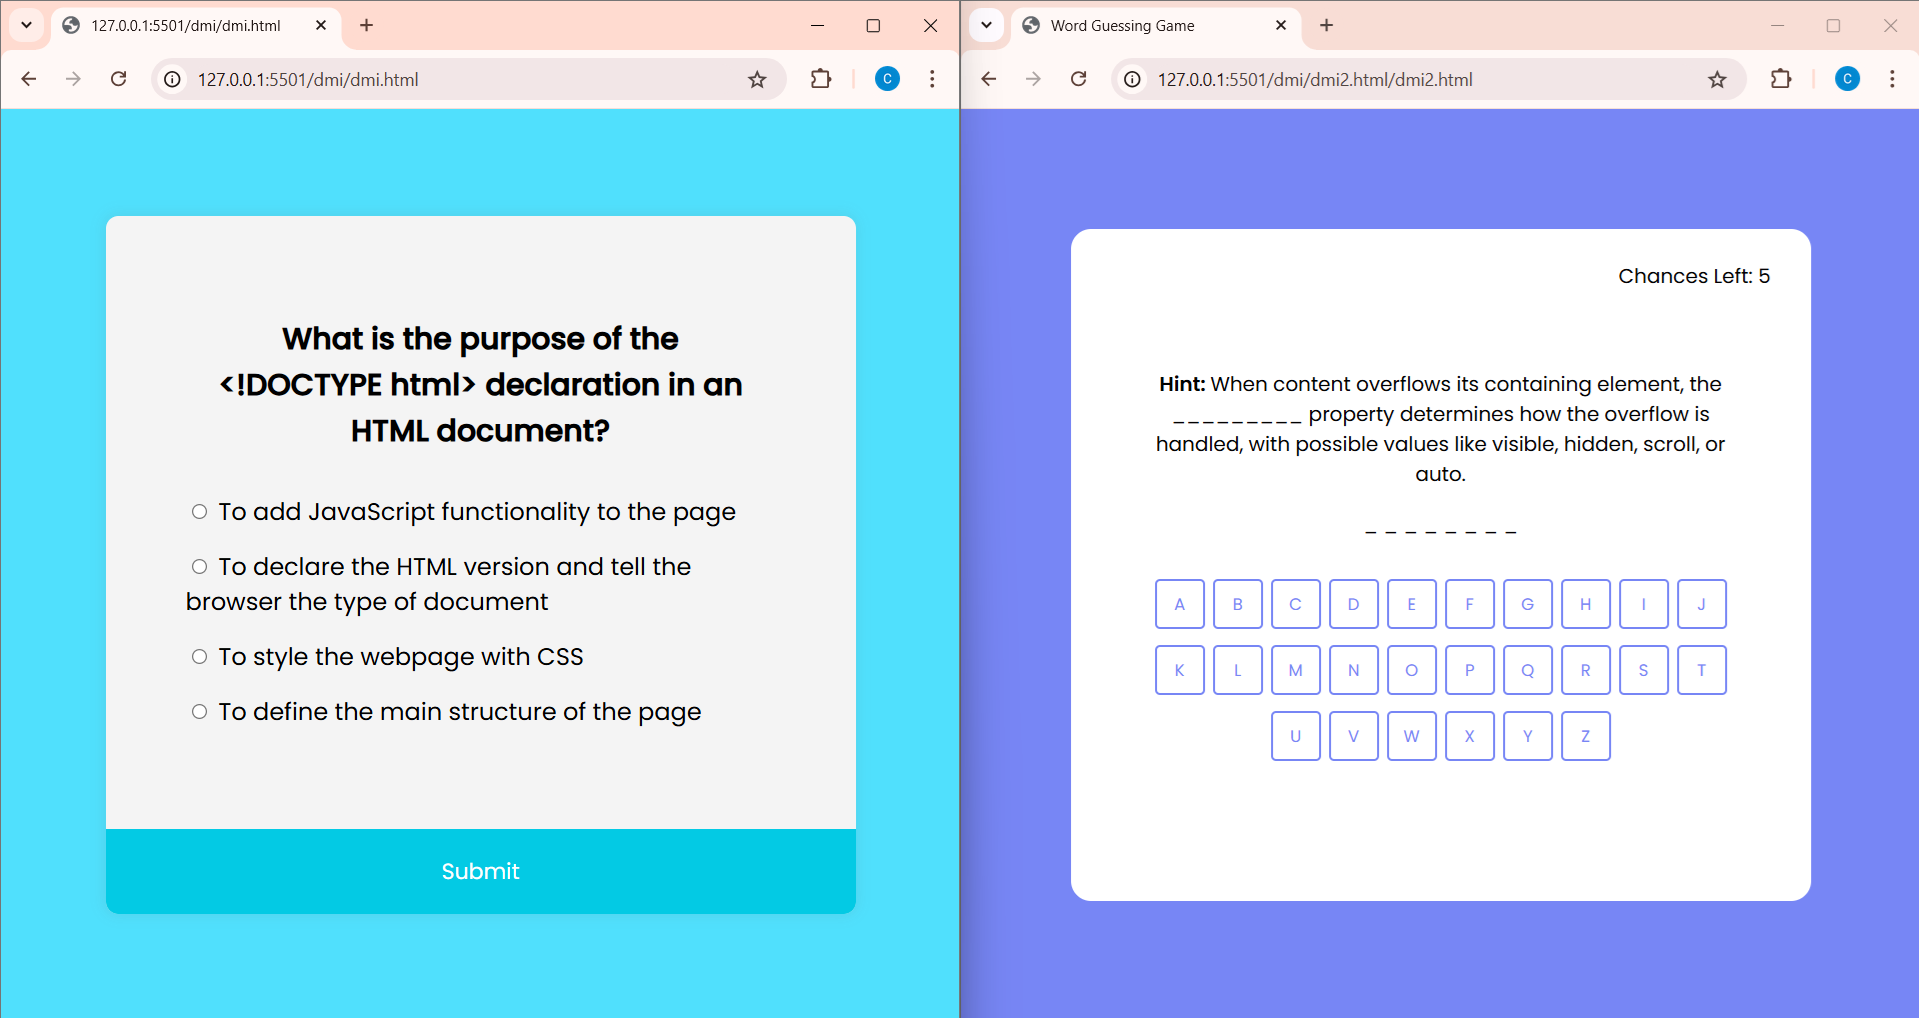 127.0.0.1:5501/dmi/dmi.html
127.0.0.1:5501/dmi/dmi.html
C
What is the purpose of the
<!DOCTYPE html> declaration in an
HTML document?
To add JavaScript functionality to the page
To declare the HTML version and tell the
browser the type of document
To style the webpage with CSS
To define the main structure of the page
Submit
Word Guessing Game
127.0.0.1:5501/dmi/dmi2.html/dmi2.html
C
Chances Left: 5
Hint: When content overflows its containing element, the
_________ property determines how the overflow is
handled, with possible values like visible, hidden, scroll, or
auto.
_ _ _ _ _ _ _ _
A B C D E F G H I J
K L M N O P Q R S T
U V W X Y Z